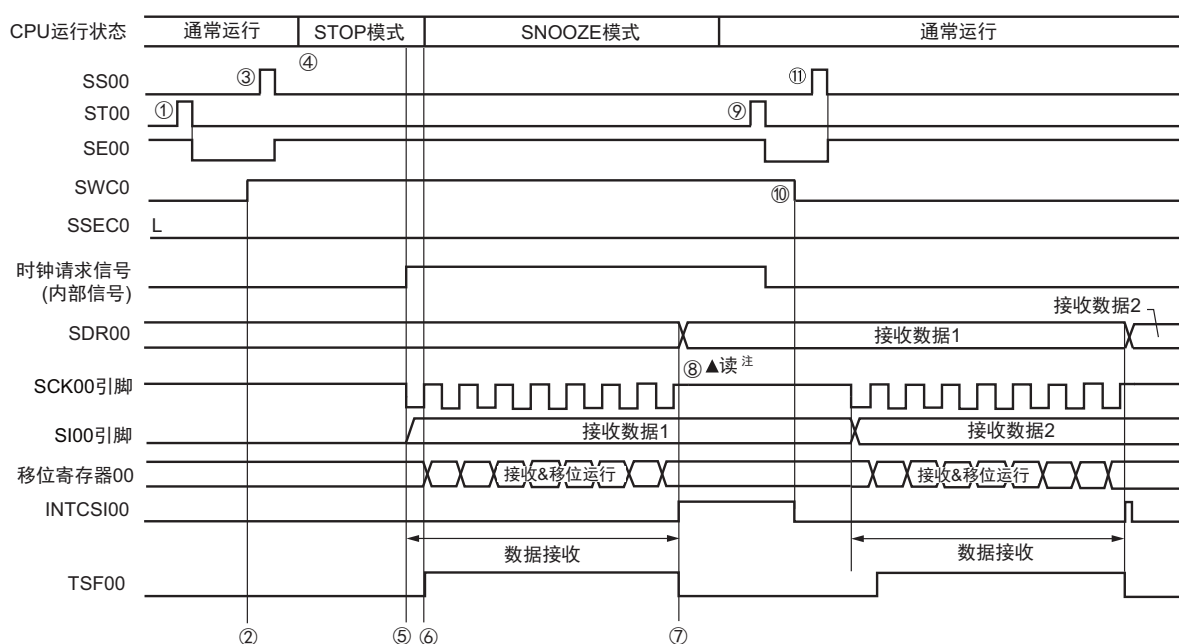 CPU运行状态 通常运行 STOP模式 SNOOZE模式 通常运行
SS00 ③ ④ ⑪
ST00 ① ⑨
SE00
SWC0 ⑩
SSEC0 L
时钟请求信号
(内部信号)
接收数据2
SDR00 接收数据1
⑧ ▲读 注
SCK00引脚
SI00引脚 接收数据1 接收数据2
移位寄存器00 接收&移位运行 接收&移位运行
INTCSI00
数据接收 数据接收
TSF00
② ⑤ ⑥ ⑦